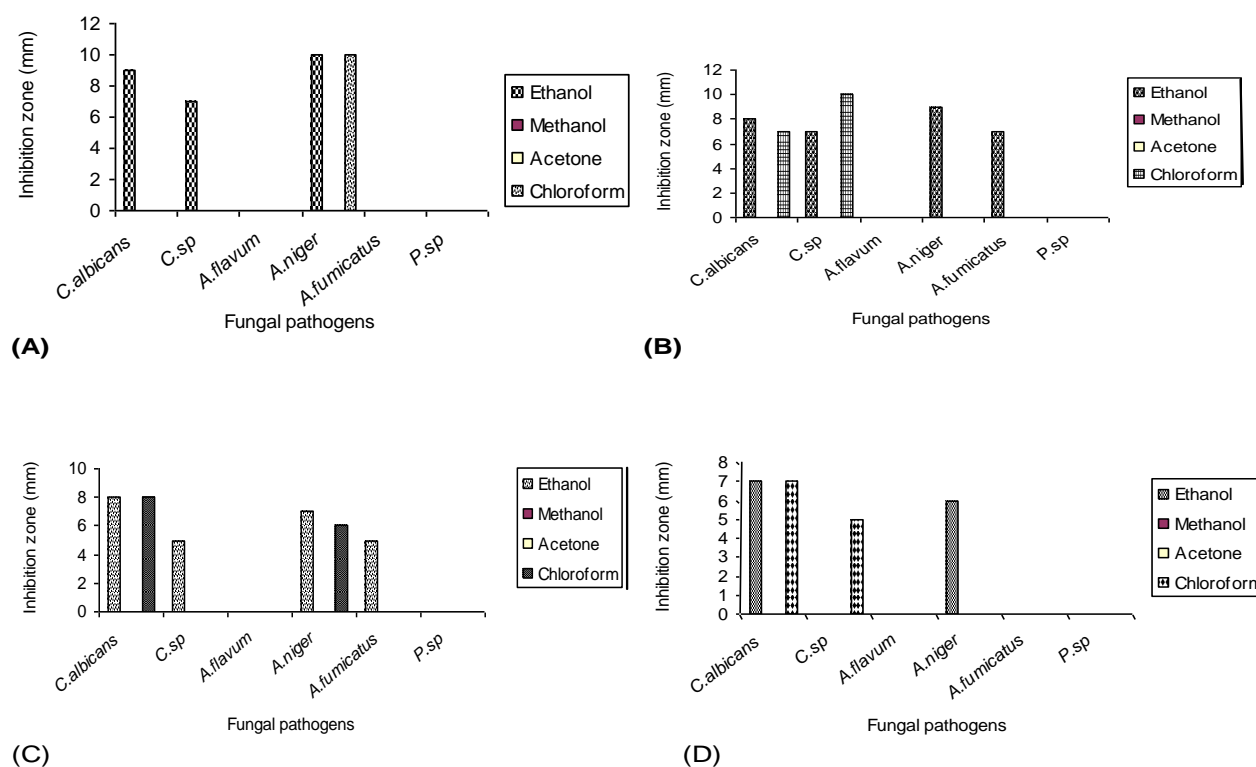 12
10
8
6
4
2
0
Inhibition zone (mm)
C.albicans
C.sp
A.flavum
A.niger
A.fumicatus
P.sp
Fungal pathogens
Ethanol
Methanol
Acetone
Chloroform
(A)
12
10
8
6
4
2
0
Inhibition zone (mm)
C.albicans
C.sp
A.flavum
A.niger
A.fumicatus
P.sp
Fungal pathogens
Ethanol
Methanol
Acetone
Chloroform
(B)
10
8
6
4
2
0
Inhibition zone (mm)
C.albicans
C.sp
A.flavum
A.niger
A.fumicatus
P.sp
Fungal pathogens
Ethanol
Methanol
Acetone
Chloroform
(C)
8
7
6
5
4
3
2
1
0
Inhibition zone (mm)
C.albicans
C.sp
A.flavum
A.niger
A.fumicatus
P.sp
Fungal pathogens
Ethanol
Methanol
Acetone
Chloroform
(D)